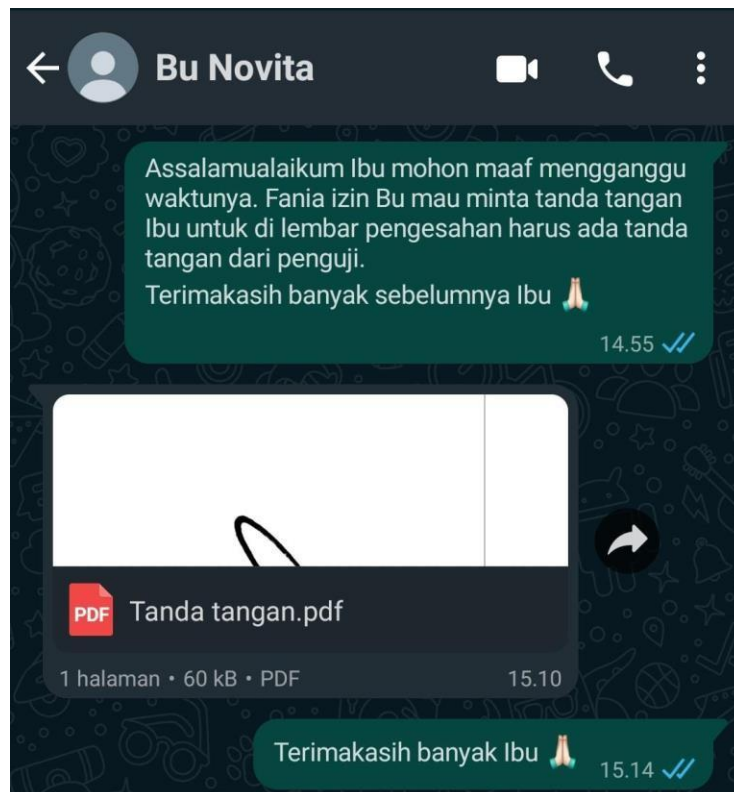 Bu Novita
Assalamualaikum Ibu mohon maaf mengganggu
waktunya. Fania izin Bu mau minta tanda tangan
Ibu untuk di lembar pengesahan harus ada tanda
tangan dari penguji.
Terimakasih banyak sebelumnya Ibu 🙏🏻
14.55
PDF Tanda tangan.pdf
1 halaman • 60 kB • PDF 15.10
Terimakasih banyak Ibu 🙏🏻 15.14